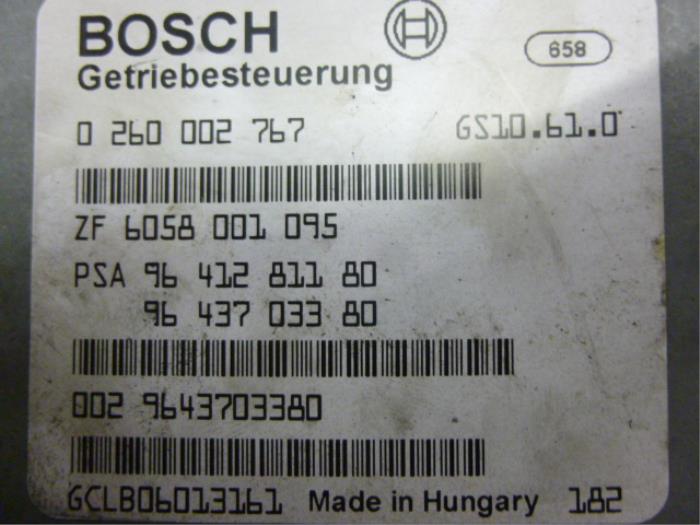 BOSCH 658
Getriebesteuerung
0 260 002 767 GS10.61.0
ZF 6058 001 095
PSA 96 412 811 80
96 437 033 80
002 9643703380
GCLB06013161 Made in Hungary 182